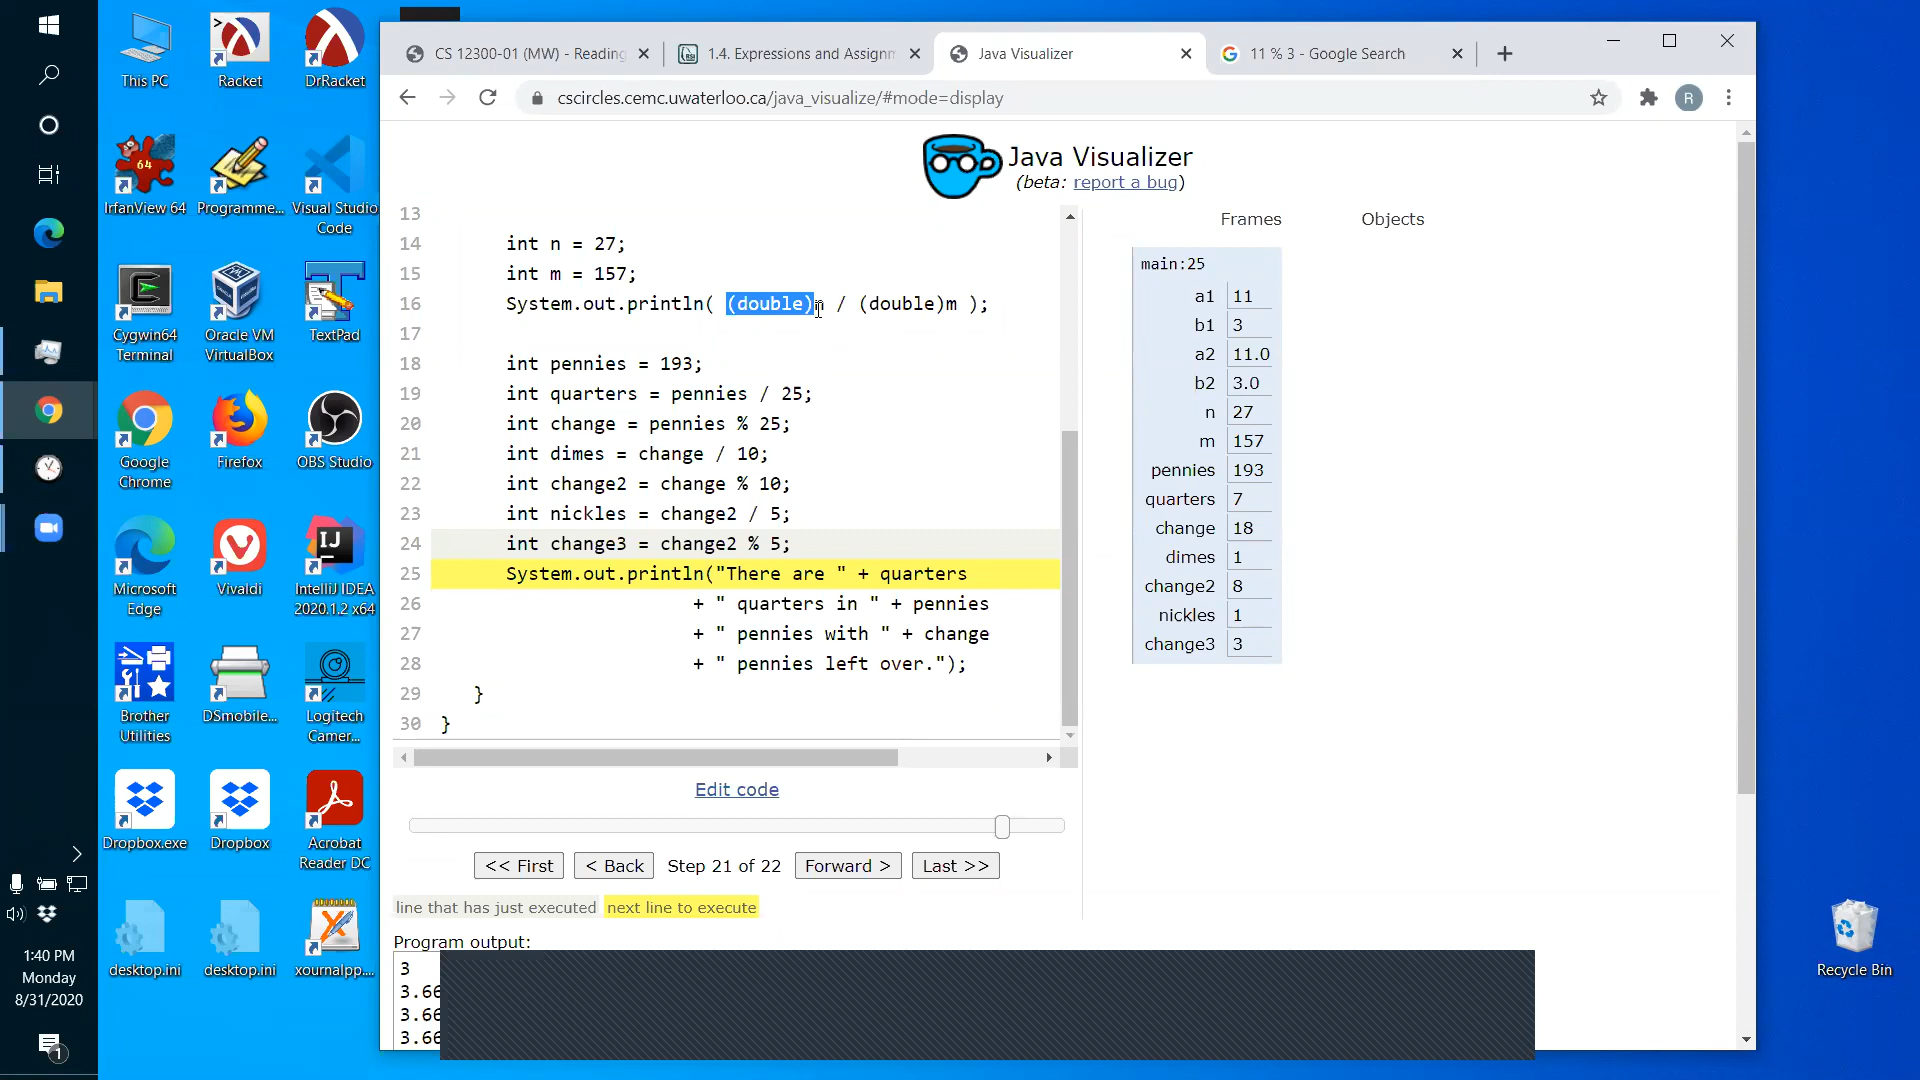 This PC
Racket
DrRacket
IrfanView 64
Programme...
Visual Studio
Code
Cygwin64
Terminal
Oracle VM
VirtualBox
TextPad
Google
Chrome
Firefox
OBS Studio
Microsoft
Edge
Vivaldi
IntelliJ IDEA
2020.1.2 x64
Brother
Utilities
DSmobile...
Logitech
Camer...
Dropbox.exe
Dropbox
Acrobat
Reader DC
desktop.ini
desktop.ini
xournalpp....
1:40 PM
Monday
8/31/2020
1
CS 12300-01 (MW) - Reading
1.4. Expressions and Assignm
Java Visualizer
11 % 3 - Google Search
cscircles.cemc.uwaterloo.ca/java_visualize/#mode=display
R
Java Visualizer
(beta: report a bug)
13
14 int n = 27;
15 int m = 157;
16 System.out.println( (double)n / (double)m );
17
18 int pennies = 193;
19 int quarters = pennies / 25;
20 int change = pennies % 25;
21 int dimes = change / 10;
22 int change2 = change % 10;
23 int nickles = change2 / 5;
24 int change3 = change2 % 5;
25 System.out.println("There are " + quarters
26 + " quarters in " + pennies
27 + " pennies with " + change
28 + " pennies left over.");
29 }
30 }
Edit code
<< First
< Back
Step 21 of 22
Forward >
Last >>
line that has just executed
next line to execute
Program output:
3
3.66
3.66
3.66
Frames
Objects
main:25
a1 11
b1 3
a2 11.0
b2 3.0
n 27
m 157
pennies 193
quarters 7
change 18
dimes 1
change2 8
nickles 1
change3 3
Recycle Bin